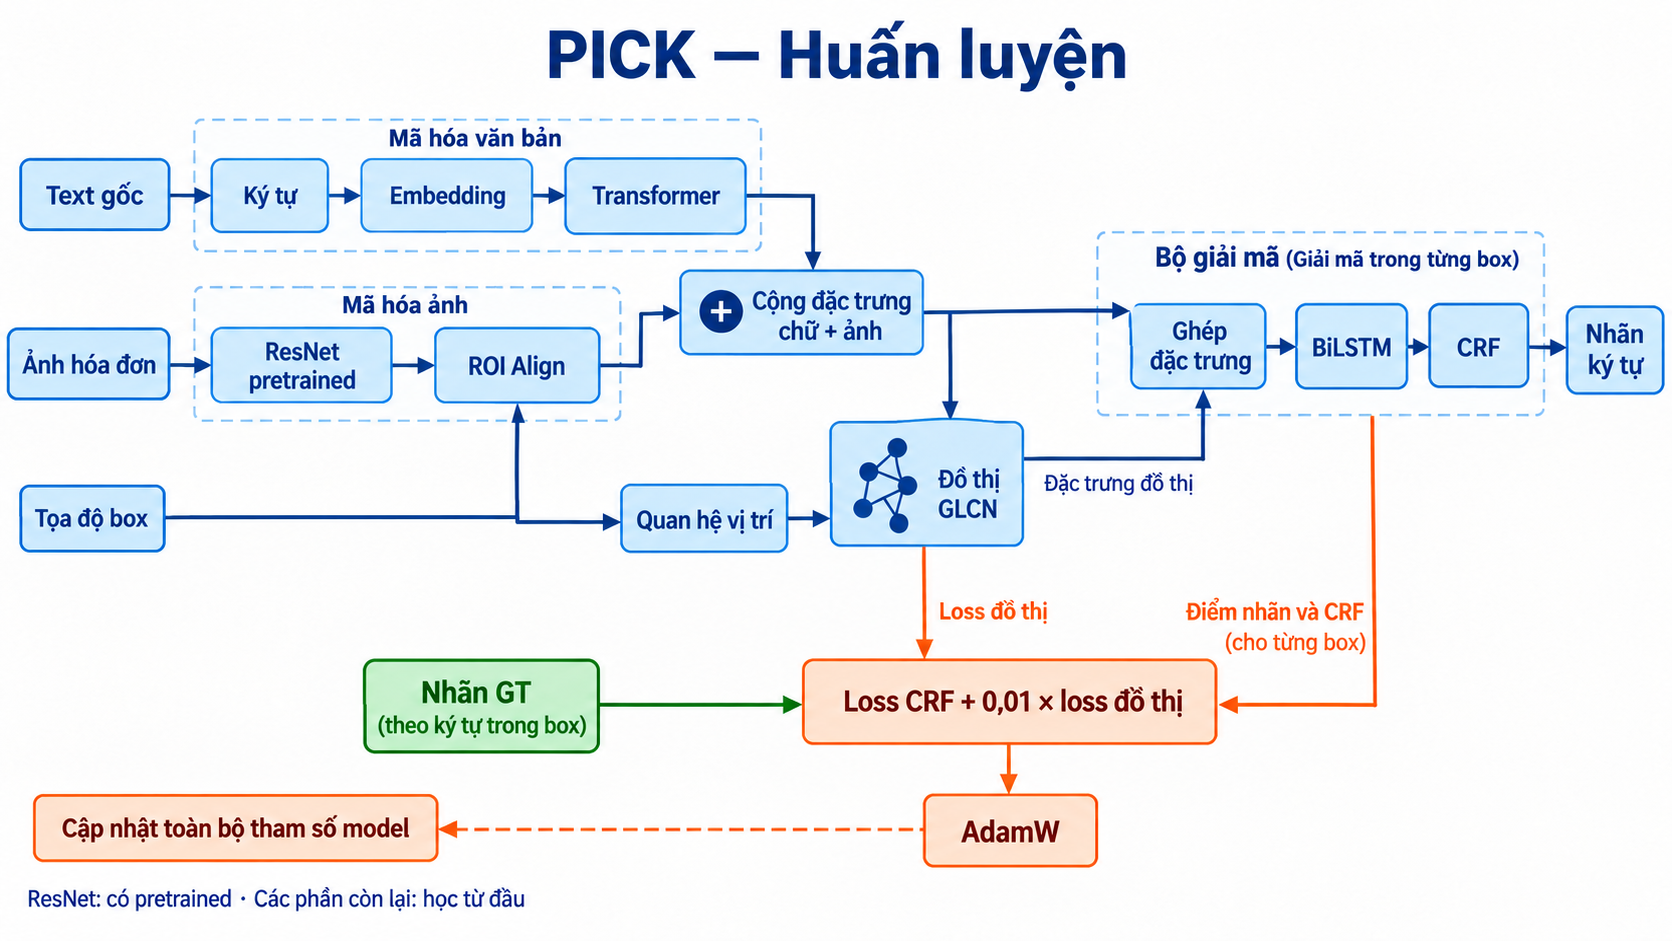 PICK — Huấn luyện
Mã hóa văn bản
Text gốc
Ký tự
Embedding
Transformer
Mã hóa ảnh
Ảnh hóa đơn
ResNet
pretrained
ROI Align
+ Cộng đặc trưng
chữ + ảnh
Bộ giải mã (Giải mã trong từng box)
Ghép
đặc trưng
BiLSTM
CRF
Nhãn
ký tự
Tọa độ box
Quan hệ vị trí
Đồ thị
GLCN
Đặc trưng đồ thị
Loss đồ thị
Điểm nhãn và CRF
(cho từng box)
Nhãn GT
(theo ký tự trong box)
Loss CRF + 0,01 × loss đồ thị
Cập nhật toàn bộ tham số model
AdamW
ResNet: có pretrained · Các phần còn lại: học từ đầu